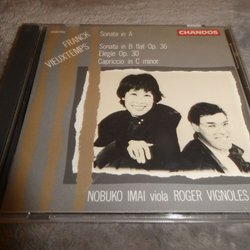 CHANDOS
FRANCK
Sonata in A
VIEUXTEMPS
Sonata in B flat Op. 36
Elégie Op. 30
Capriccio in C minor
NOBUKO IMAI viola ROGER VIGNOLES